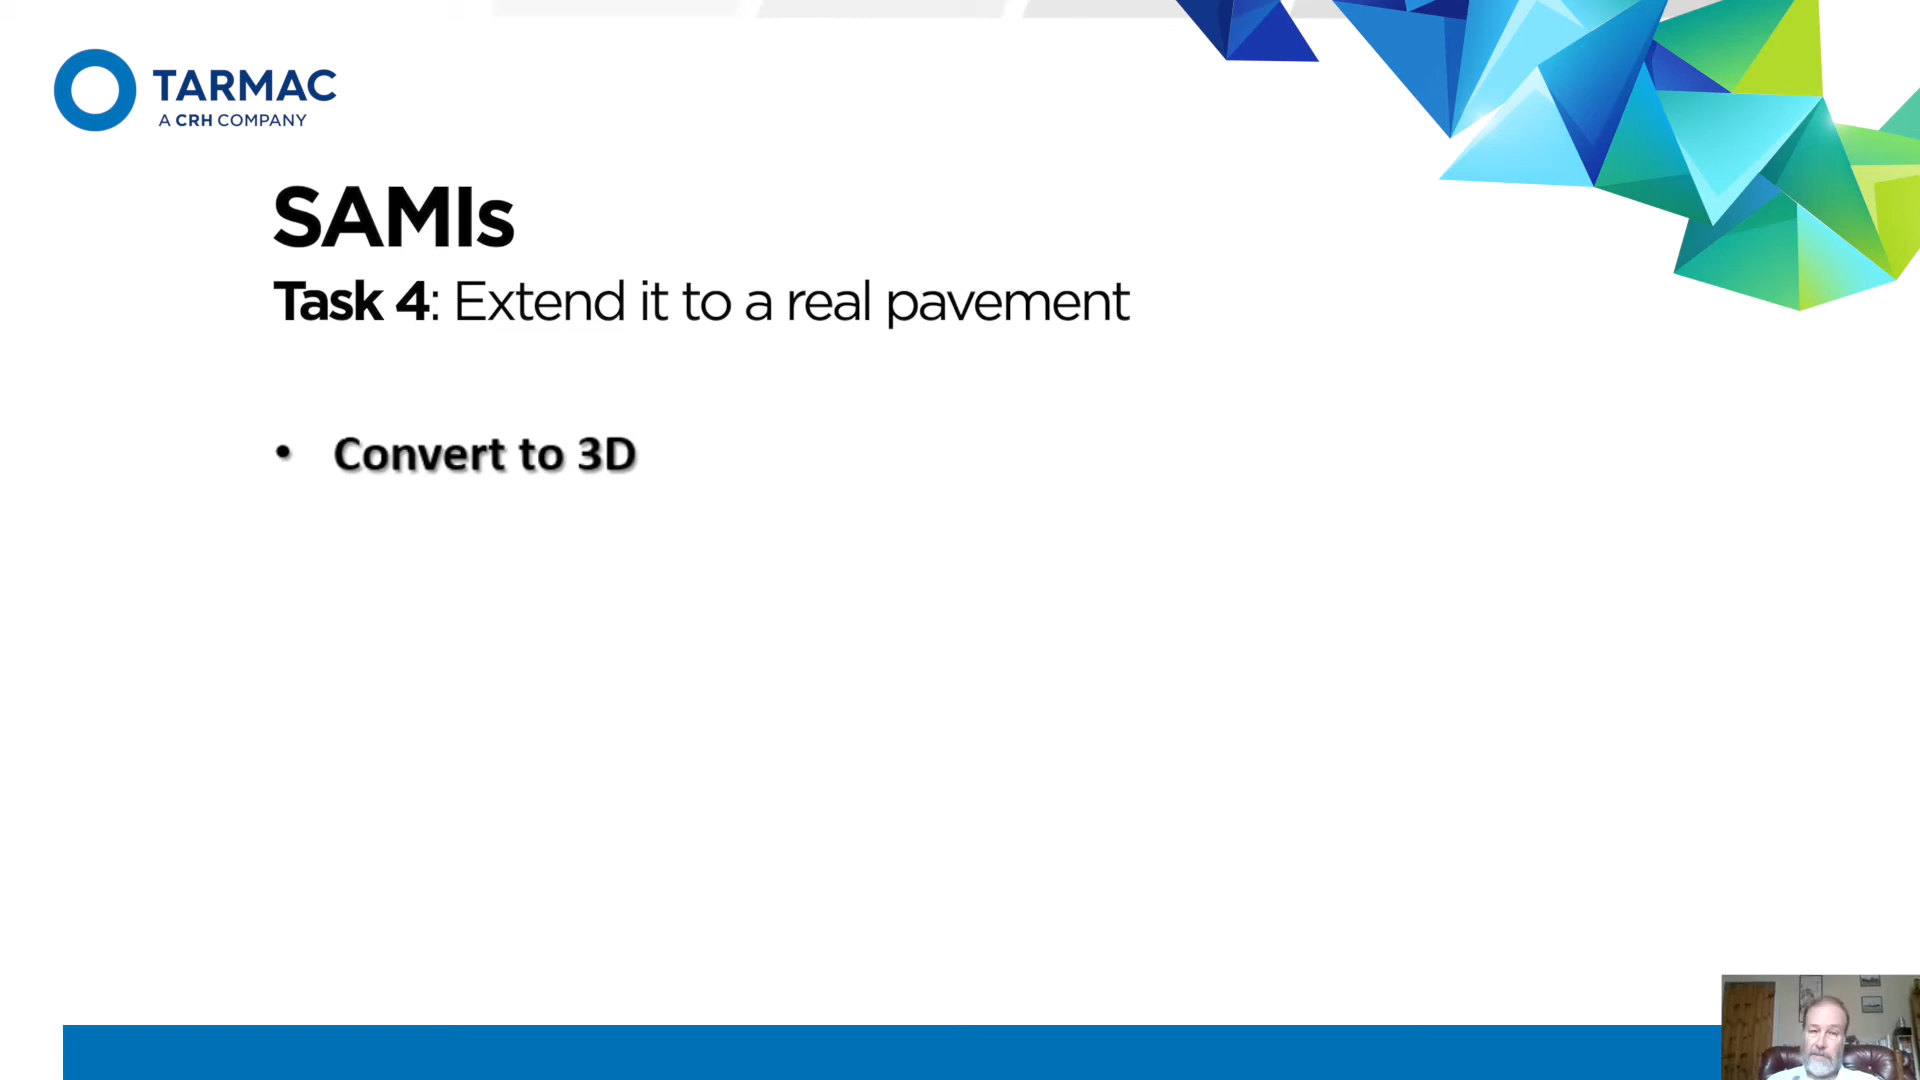 TARMAC
A CRH COMPANY
SAMIs
Task 4: Extend it to a real pavement
• Convert to 3D